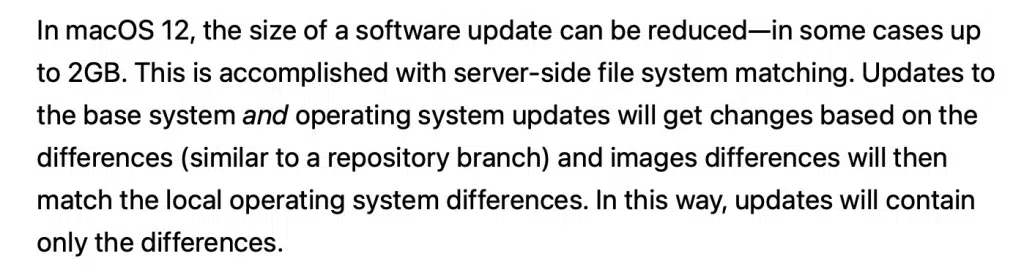 In macOS 12, the size of a software update can be reduced—in some cases up
to 2GB. This is accomplished with server-side file system matching. Updates to
the base system and operating system updates will get changes based on the
differences (similar to a repository branch) and images differences will then
match the local operating system differences. In this way, updates will contain
only the differences.